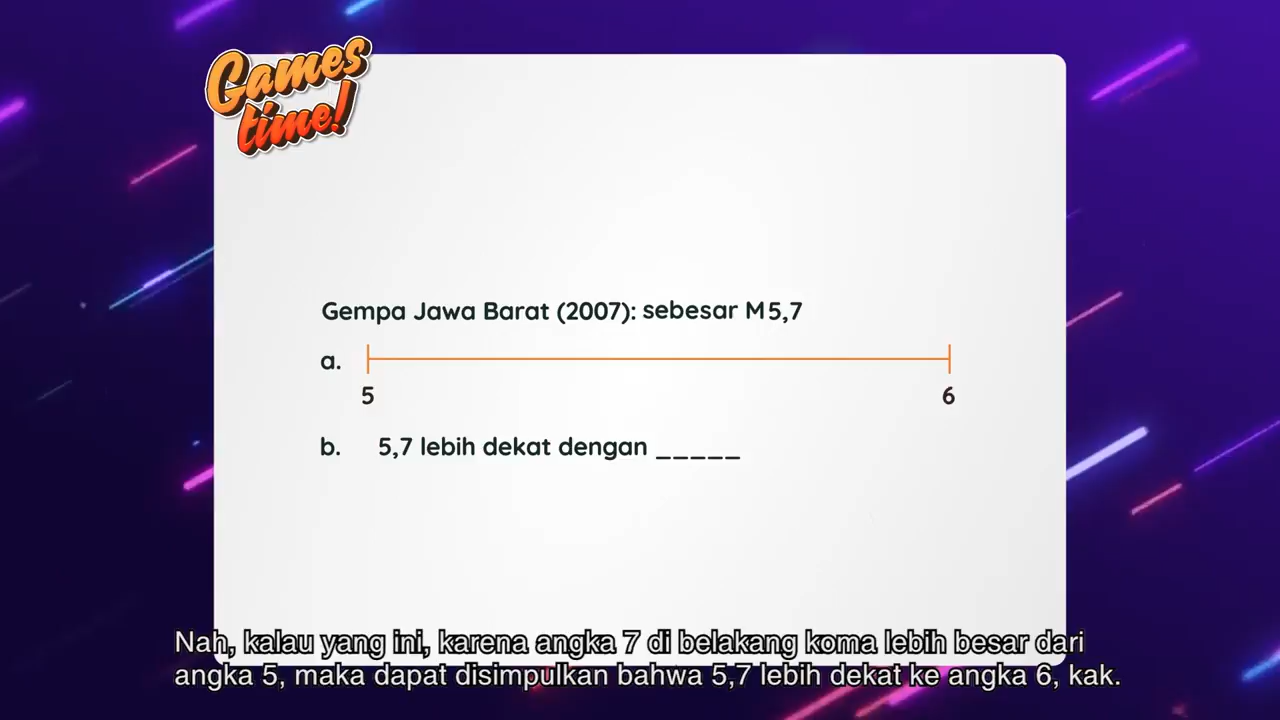 Games
time!
Gempa Jawa Barat (2007): sebesar M5,7
a.
5 6
b. 5,7 lebih dekat dengan _____
Nah, kalau yang ini, karena angka 7 di belakang koma lebih besar dari
angka 5, maka dapat disimpulkan bahwa 5,7 lebih dekat ke angka 6, kak.